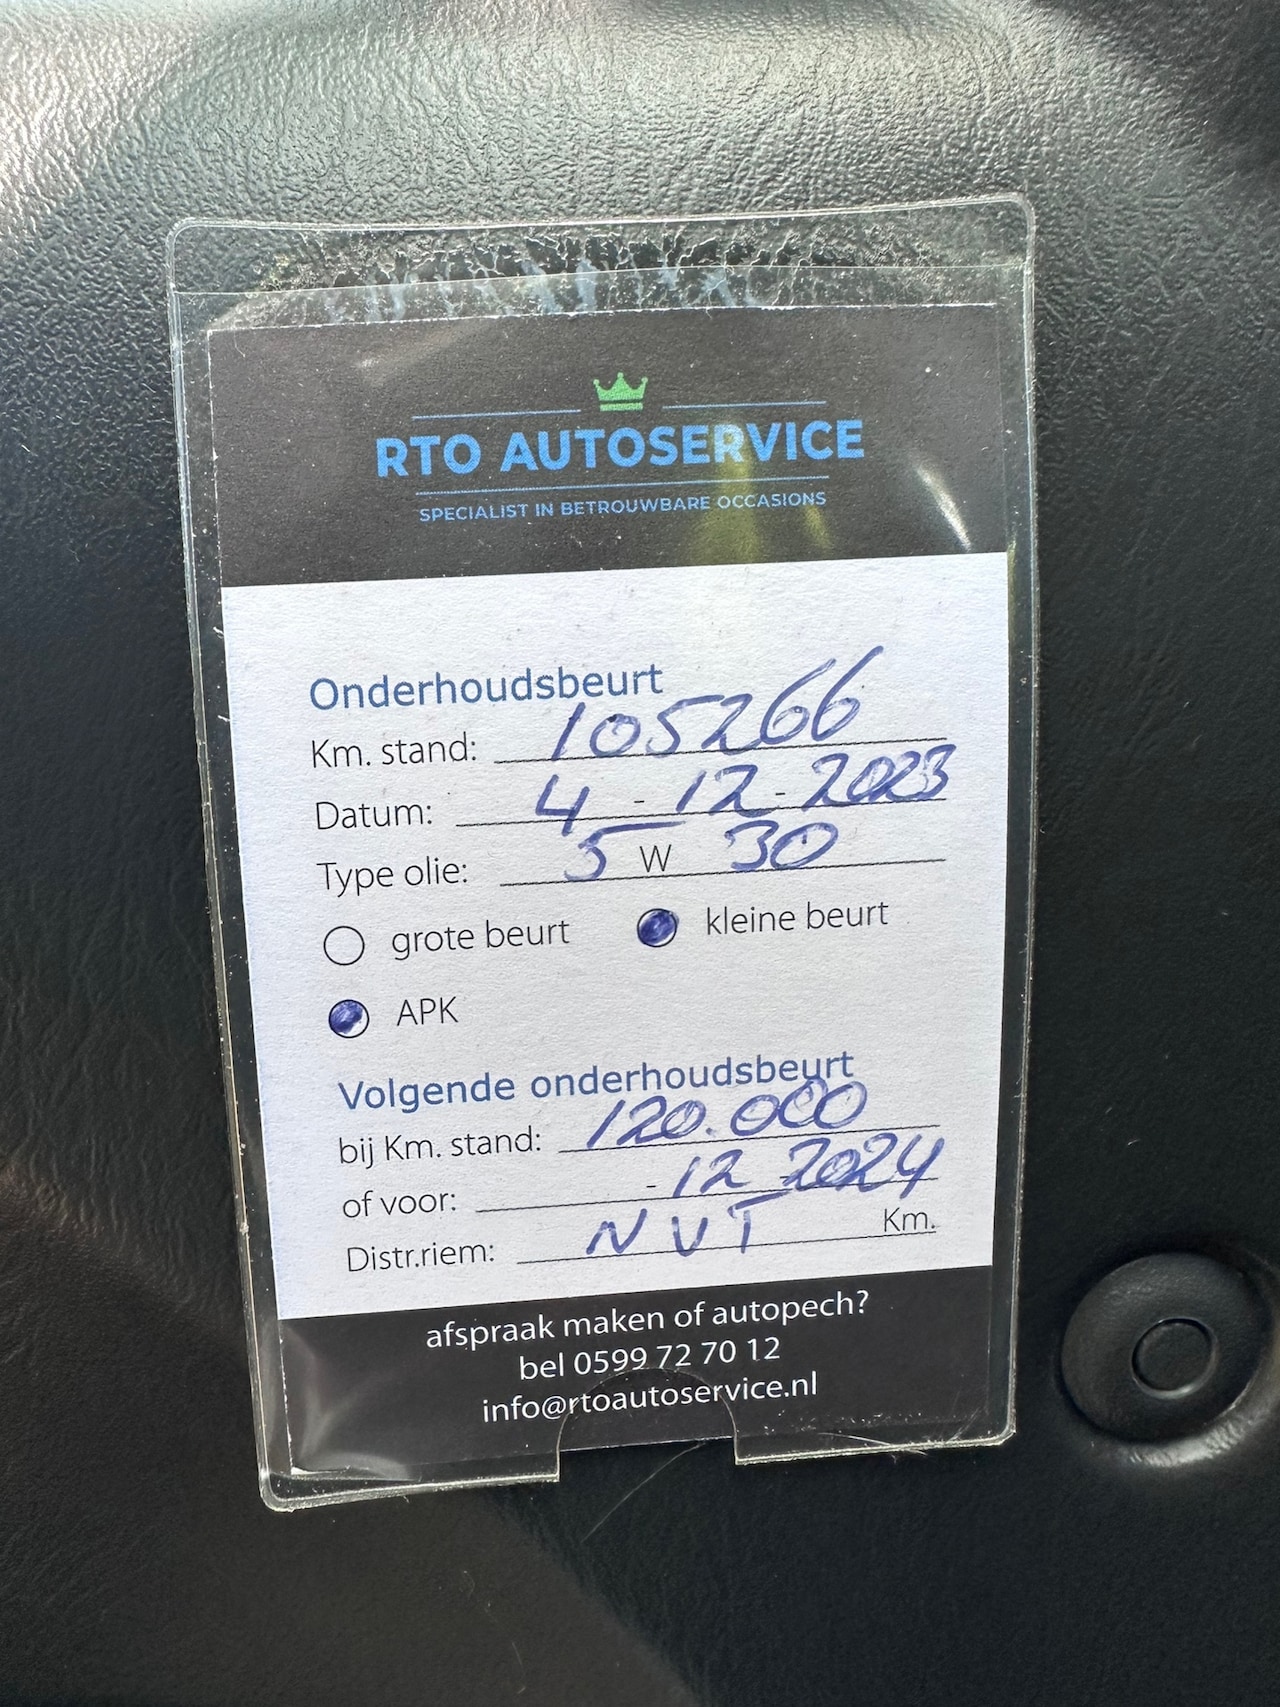 RTO AUTOSERVICE
SPECIALIST IN BETROUWBARE OCCASIONS
Onderhoudsbeurt
Km. stand: 105266
Datum: 4 - 12 - 2023
Type olie: 5 W 30
grote beurt kleine beurt
APK
Volgende onderhoudsbeurt
bij Km. stand: 120.000
of voor: - 12 2024
Distr.riem: NVT Km.
afspraak maken of autopech?
bel 0599 72 70 12
info@rtoautoservice.nl